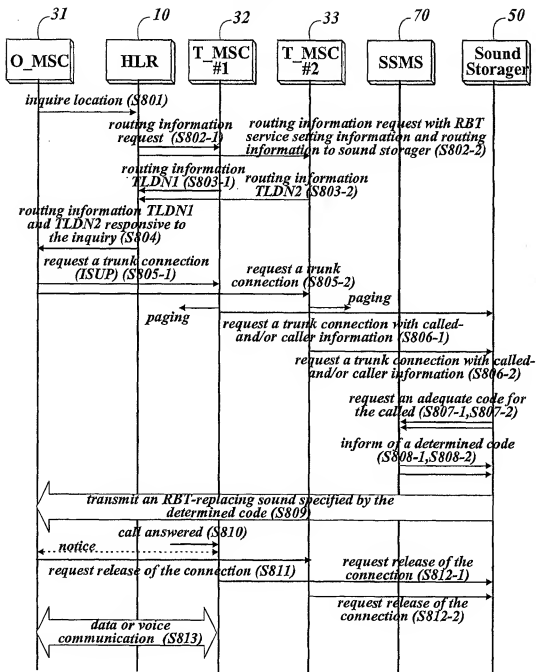 31
10
32
33
70
50
O_MSC
HLR
T_MSC
#1
T_MSC
#2
SSMS
Sound
Storager
inquire location (S801)
routing information
request (S802-1)
routing information request with RBT
service setting information and routing
information to sound storager (S802-2)
routing information
TLDN1 (S803-1)
routing information
TLDN2 (S803-2)
routing information TLDN1
and TLDN2 responsive to
the inquiry (S804)
request a trunk connection
(ISUP) (S805-1)
request a trunk
connection (S805-2)
paging
paging
request a trunk connection with called-
and/or caller information (S806-1)
request a trunk connection with called-
and/or caller information (S806-2)
request an adequate code for
the called (S807-1,S807-2)
inform of a determined code
(S808-1,S808-2)
transmit an RBT-replacing sound specified by the
determined code (S809)
call answered (S810)
notice
request release of the connection (S811)
request release of the
connection (S812-1)
request release of the
connection (S812-2)
data or voice
communication (S813)